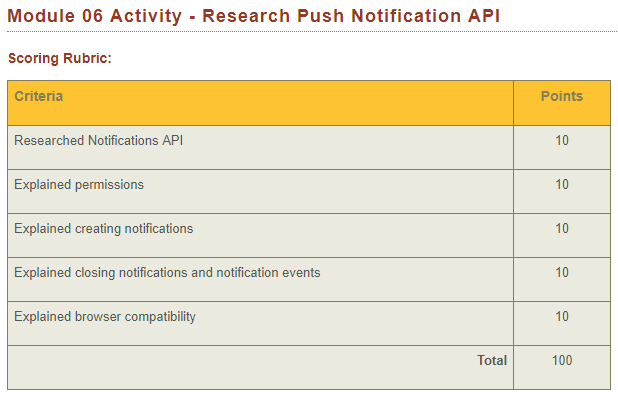 Module 06 Activity - Research Push Notification API
Scoring Rubric:
Criteria Points
Researched Notifications API 10
Explained permissions 10
Explained creating notifications 10
Explained closing notifications and notification events 10
Explained browser compatibility 10
Total 100